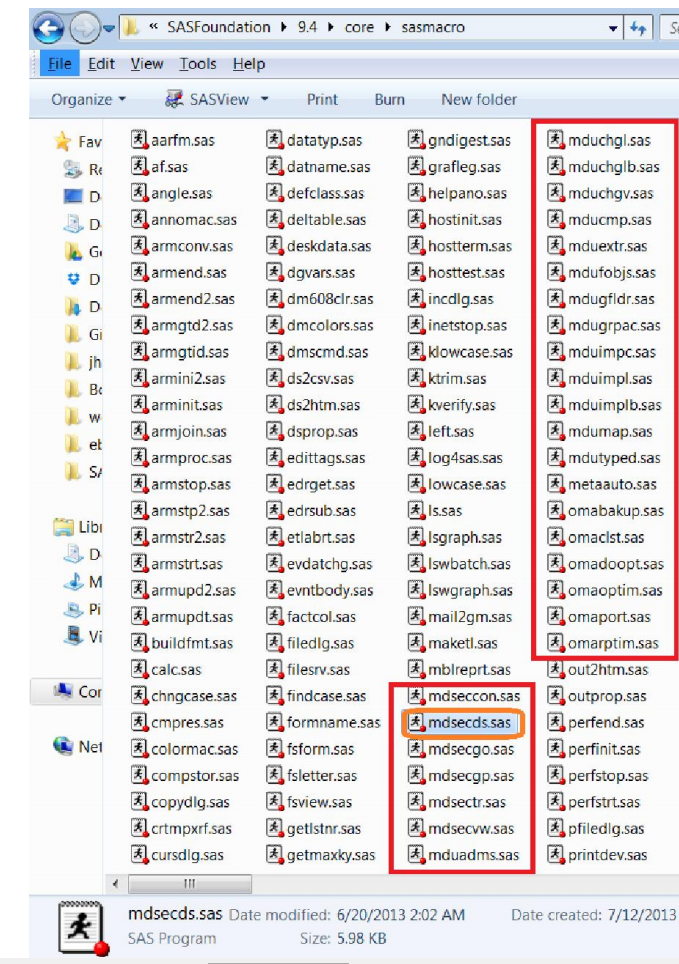 « SASFoundation ▸ 9.4 ▸ core ▸ sasmacro
File Edit View Tools Help
Organize SASView Print Burn New folder
Fav
Re
D
D
D
D
Gi
jh
w
Libr
D
M
Pi
Vi
Net
aarfm.sas
af.sas
angle.sas
annomac.sas
armconv.sas
armend.sas
armend2.sas
armgtd2.sas
armgtid.sas
armini2.sas
arminit.sas
armjoin.sas
armproc.sas
armstop.sas
armstp2.sas
armstr2.sas
armstrt.sas
armupd2.sas
armupdt.sas
buildfmt.sas
calc.sas
chngcase.sas
cmpres.sas
colormac.sas
compstor.sas
copydlg.sas
crtmpxrf.sas
cursdlg.sas
datatyp.sas
datname.sas
defclass.sas
deltable.sas
deskdata.sas
dgvars.sas
dm608clr.sas
dmcolors.sas
dmscmd.sas
ds2csv.sas
ds2htm.sas
dsprop.sas
edittags.sas
edrget.sas
edrsub.sas
etlabrt.sas
evdatchg.sas
evntbody.sas
factcol.sas
filedlg.sas
filesrv.sas
findcase.sas
formname.sas
fsform.sas
fsletter.sas
fsview.sas
getlstnr.sas
getmaxky.sas
gndigest.sas
grafleg.sas
helpano.sas
hostinit.sas
hostterm.sas
hosttest.sas
incdlg.sas
inetstop.sas
klowcase.sas
ktrim.sas
kverify.sas
left.sas
log4sas.sas
lowcase.sas
ls.sas
lsgraph.sas
lswbatch.sas
lswgraph.sas
mail2gm.sas
maketl.sas
mblreprt.sas
mdseccon.sas
mdsecds.sas
mdsecgo.sas
mdsecgp.sas
mdsectr.sas
mdsecvw.sas
mduadms.sas
mduchgl.sas
mduchglb.sas
mduchgv.sas
mducmp.sas
mduextr.sas
mdufobjs.sas
mdugfldr.sas
mdugrpac.sas
mduimpc.sas
mduimpl.sas
mduimplb.sas
mdumap.sas
mdutyped.sas
metaauto.sas
omabakup.sas
omaclst.sas
omadoopt.sas
omaoptim.sas
omaport.sas
omarptim.sas
out2htm.sas
outprop.sas
perfend.sas
perfinit.sas
perfstop.sas
perfstrt.sas
pfiledlg.sas
printdev.sas
mdsecds.sas Date modified: 6/20/2013 2:02 AM Date created: 7/12/2013
SAS Program Size: 5.98 KB